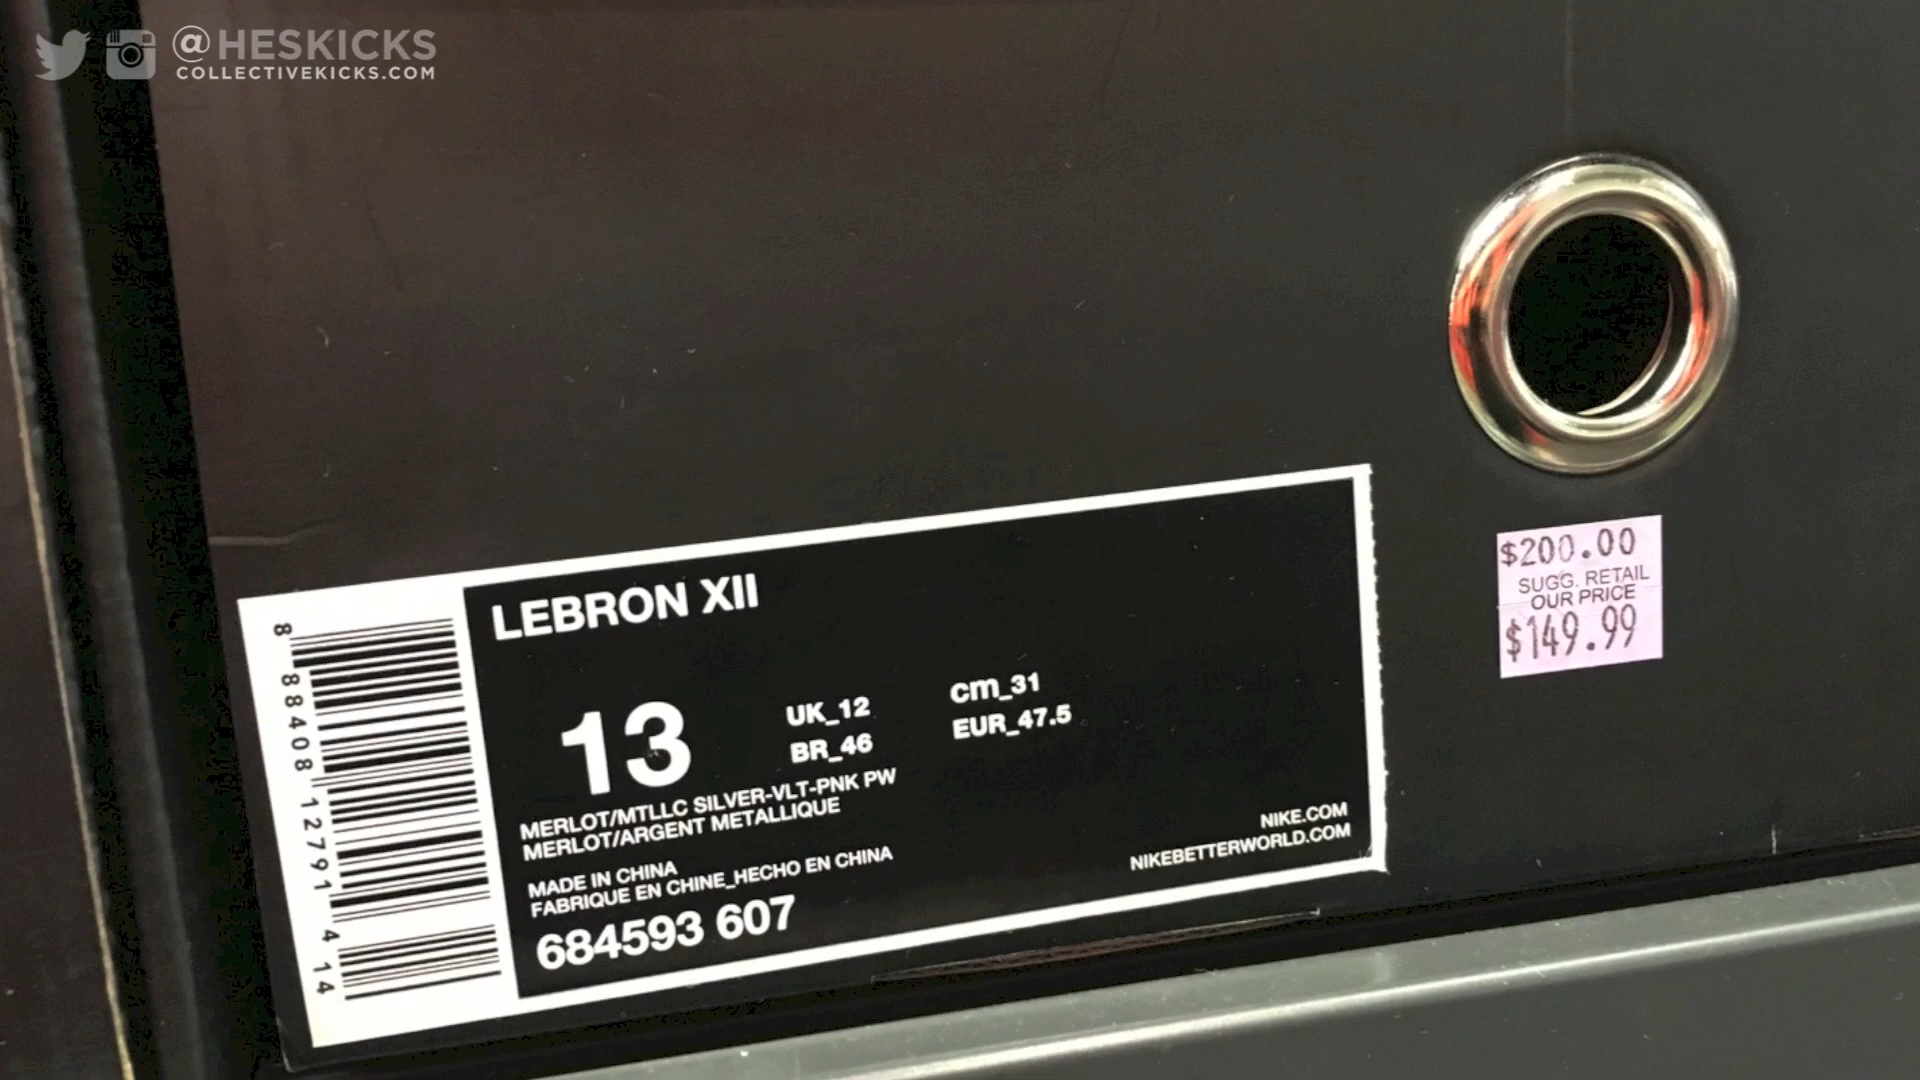 @HESKICKS
COLLECTIVEKICKS.COM
LEBRON XII
13
UK_12
BR_46
cm_31
EUR_47.5
MERLOT/MTLLC SILVER-VLT-PNK PW
MERLOT/ARGENT METALLIQUE
MADE IN CHINA
FABRIQUE EN CHINE_HECHO EN CHINA
684593 607
NIKE.COM
NIKEBETTERWORLD.COM
8 88408 12791 4 14
$200.00
SUGG. RETAIL
OUR PRICE
$149.99